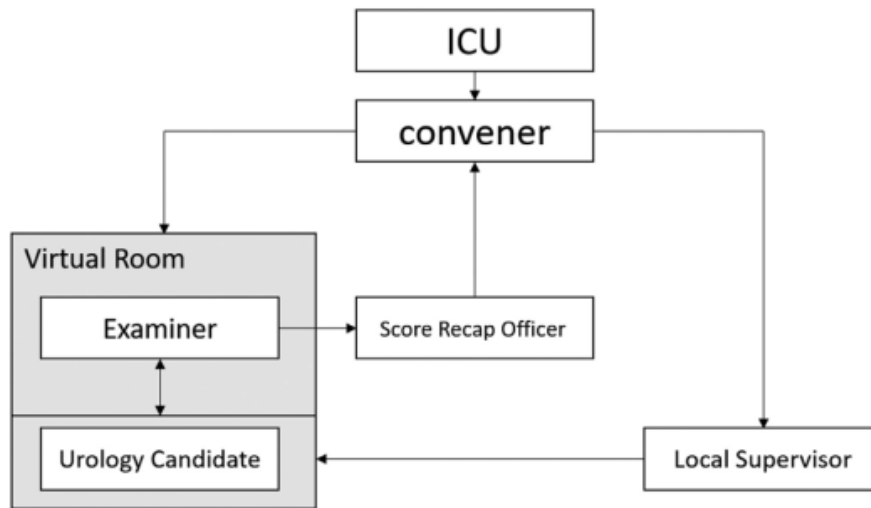 ICU
convener
Virtual Room
Examiner
Score Recap Officer
Urology Candidate
Local Supervisor